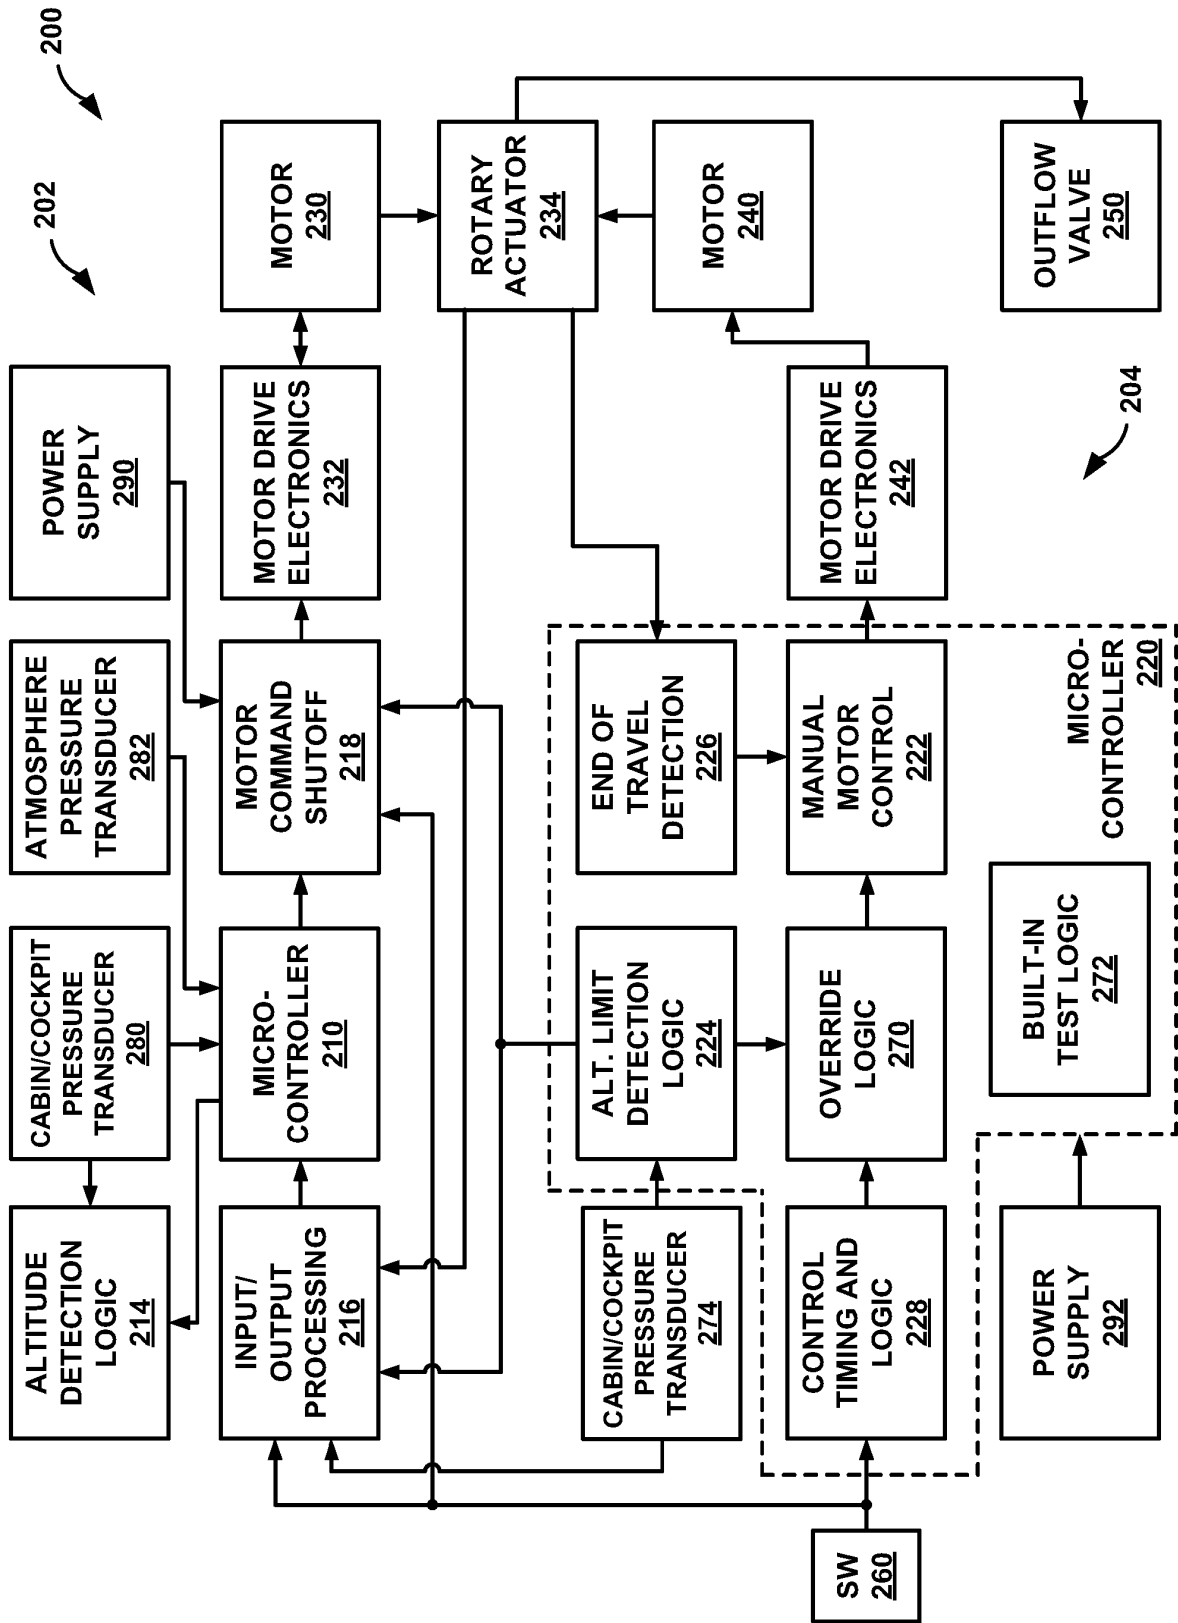 200
202
ALTITUDE
DETECTION
LOGIC
214
CABIN/COCKPIT
PRESSURE
TRANSDUCER
280
ATMOSPHERE
PRESSURE
TRANSDUCER
282
POWER
SUPPLY
290
INPUT/
OUTPUT
PROCESSING
216
MICRO-
CONTROLLER
210
MOTOR
COMMAND
SHUTOFF
218
MOTOR DRIVE
ELECTRONICS
232
MOTOR
230
ROTARY
ACTUATOR
234
CABIN/COCKPIT
PRESSURE
TRANSDUCER
274
ALT. LIMIT
DETECTION
LOGIC
224
END OF
TRAVEL
DETECTION
226
MOTOR
240
SW
260
CONTROL
TIMING AND
LOGIC
228
OVERRIDE
LOGIC
270
MANUAL
MOTOR
CONTROL
222
MOTOR DRIVE
ELECTRONICS
242
POWER
SUPPLY
292
BUILT-IN
TEST LOGIC
272
MICRO-
CONTROLLER
220
204
OUTFLOW
VALVE
250